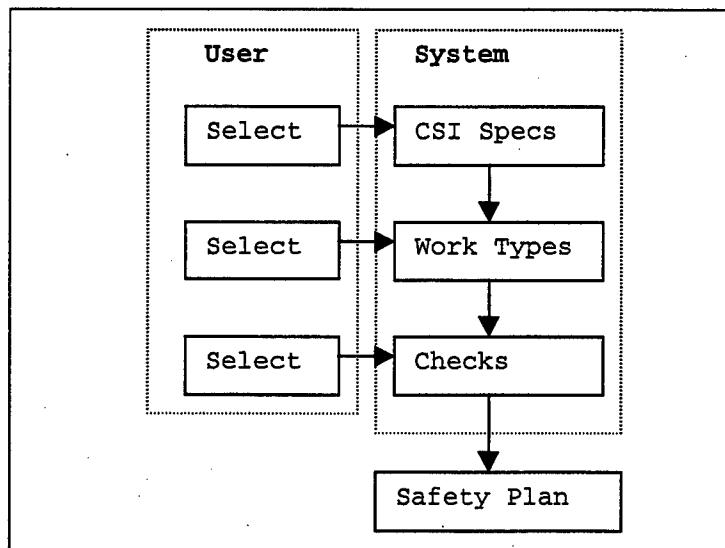 User System
Select CSI Specs
Select Work Types
Select Checks
Safety Plan